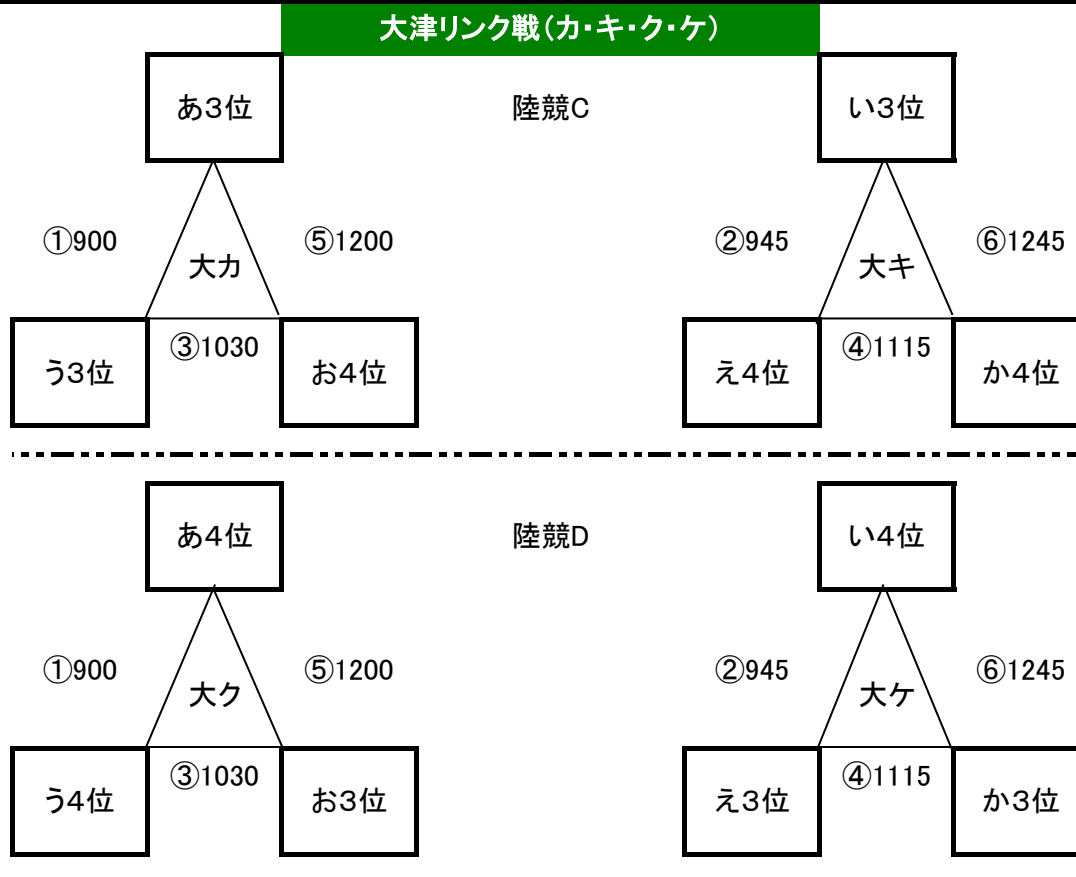 大津リンク戦（カ・キ・ク・ケ）
あ３位
陸競C
い３位
①900
⑤1200
②945
⑥1245
大カ
大キ
③1030
④1115
う３位
お４位
え４位
か４位
あ４位
陸競D
い４位
①900
⑤1200
②945
⑥1245
大ク
大ケ
③1030
④1115
う４位
お３位
え３位
か３位